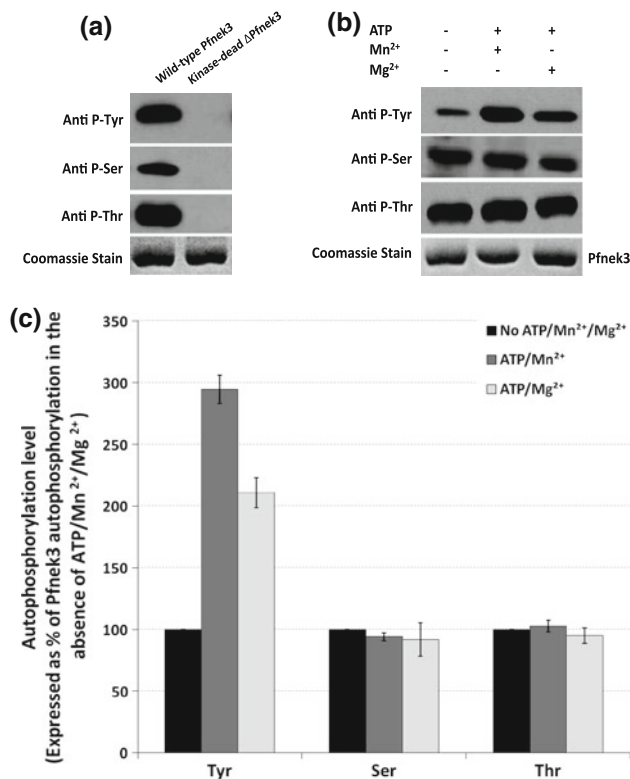 (a)
Wild-type Pfnek3
Kinase-dead ΔPfnek3
Anti P-Tyr
Anti P-Ser
Anti P-Thr
Coomassie Stain
(b)
ATP - + +
Mn²⁺ - + -
Mg²⁺ - - +
Anti P-Tyr
Anti P-Ser
Anti P-Thr
Coomassie Stain Pfnek3
(c)
Autophosphorylation level
(Expressed as % of Pfnek3 autophosphorylation in the
absence of ATP/Mn²⁺/Mg ²⁺)
350
300
250
200
150
100
50
0
No ATP/Mn²⁺/Mg²⁺
ATP/Mn²⁺
ATP/Mg²⁺
Tyr Ser Thr